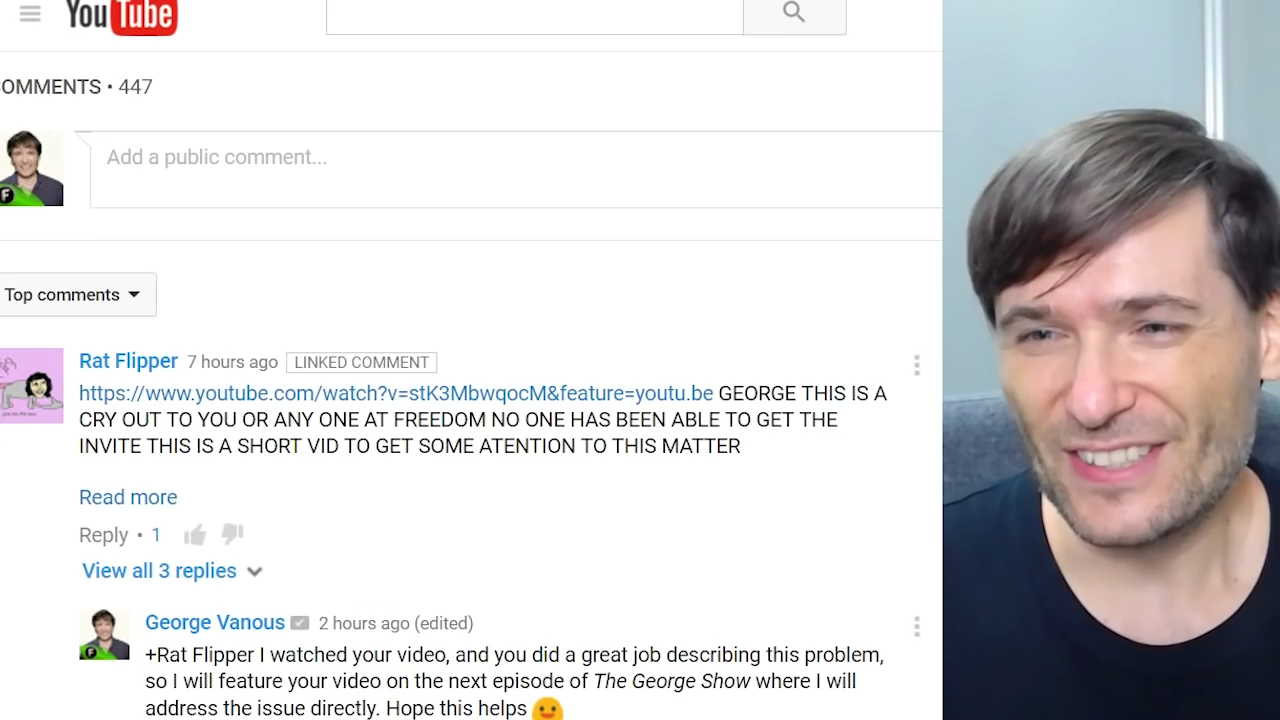 YouTube
COMMENTS • 447
Add a public comment...
Top comments
Rat Flipper 7 hours ago LINKED COMMENT
https://www.youtube.com/watch?v=stK3MbwqocM&feature=youtu.be GEORGE THIS IS A
CRY OUT TO YOU OR ANY ONE AT FREEDOM NO ONE HAS BEEN ABLE TO GET THE
INVITE THIS IS A SHORT VID TO GET SOME ATENTION TO THIS MATTER
Read more
Reply • 1
View all 3 replies
George Vanous 2 hours ago (edited)
+Rat Flipper I watched your video, and you did a great job describing this problem,
so I will feature your video on the next episode of The George Show where I will
address the issue directly. Hope this helps